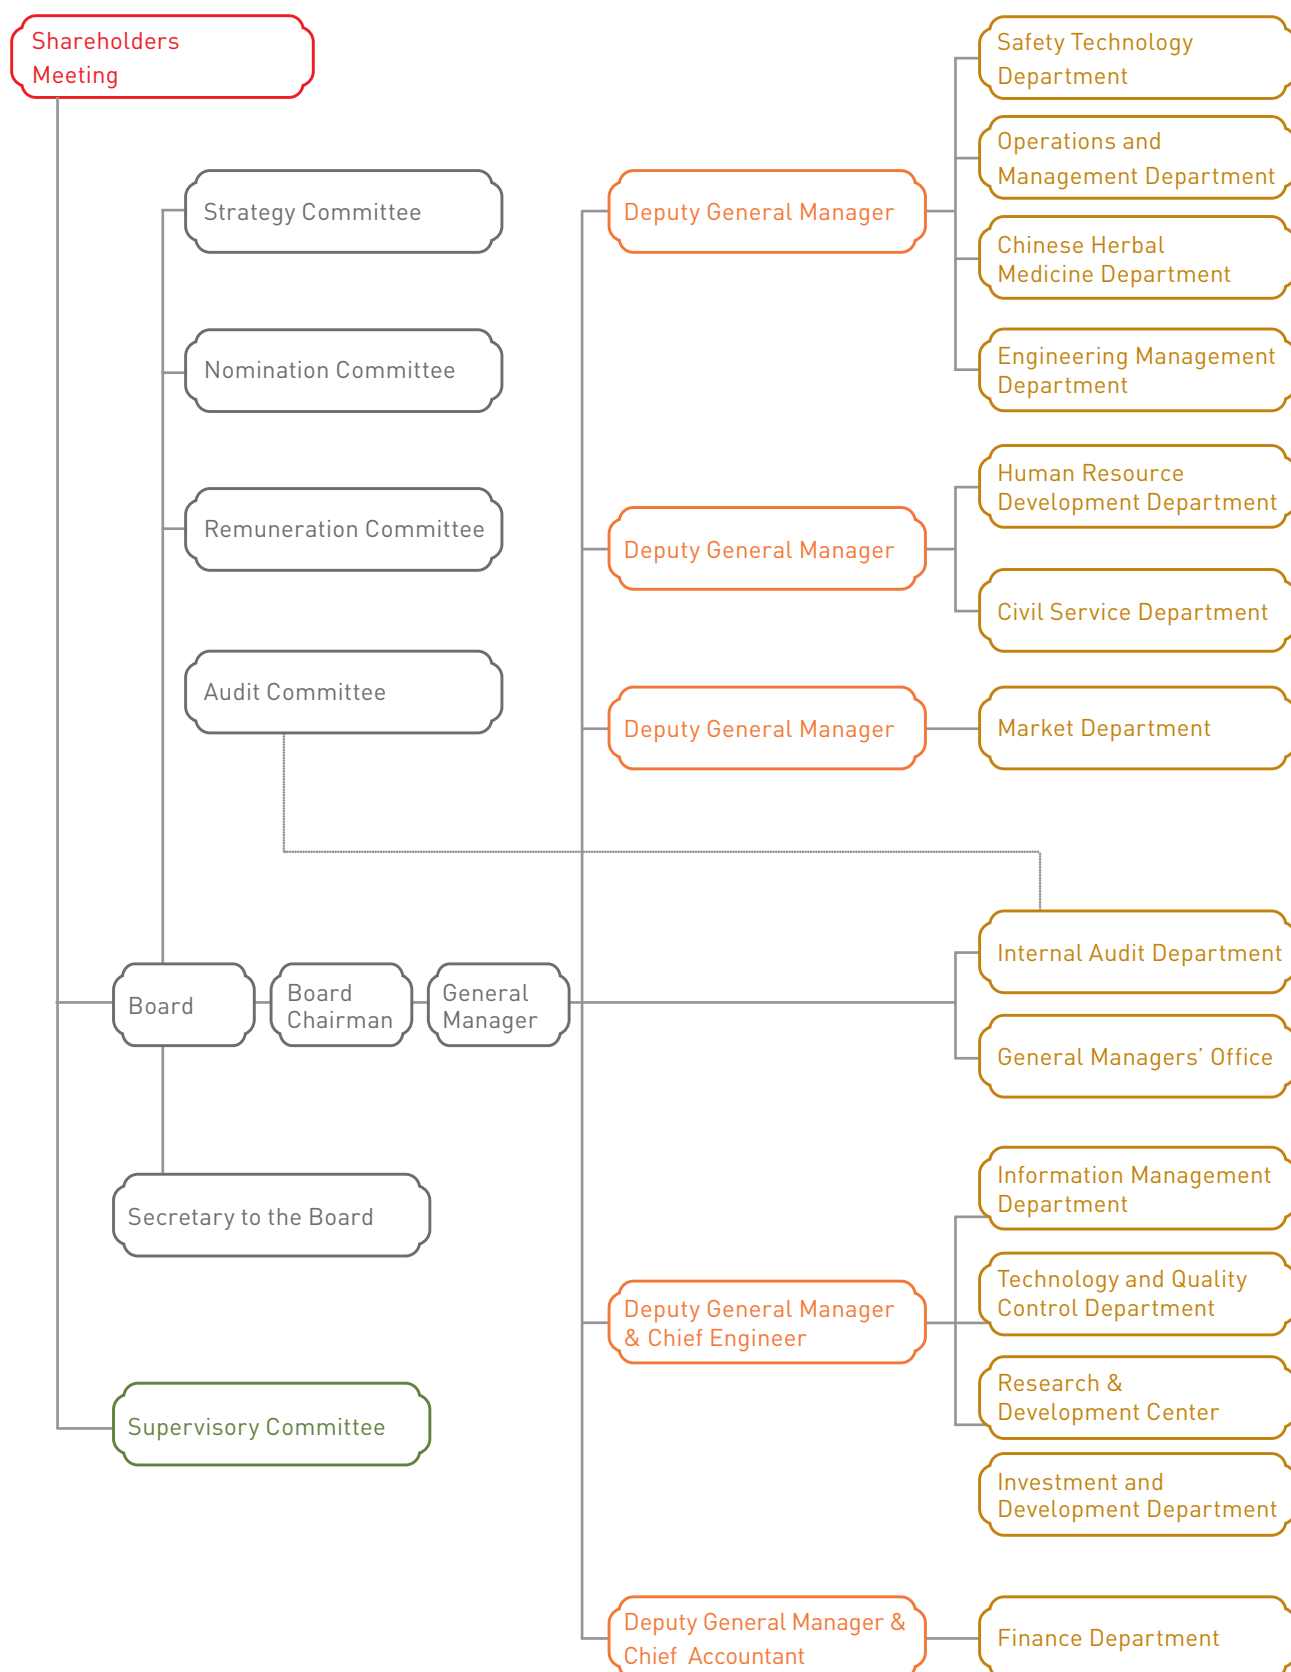 Shareholders
Meeting
Strategy Committee
Nomination Committee
Remuneration Committee
Audit Committee
Board
Board
Chairman
General
Manager
Secretary to the Board
Supervisory Committee
Deputy General Manager
Deputy General Manager
Deputy General Manager
Deputy General Manager
& Chief Engineer
Deputy General Manager &
Chief Accountant
Safety Technology
Department
Operations and
Management Department
Chinese Herbal
Medicine Department
Engineering Management
Department
Human Resource
Development Department
Civil Service Department
Market Department
Internal Audit Department
General Managers’ Office
Information Management
Department
Technology and Quality
Control Department
Research &
Development Center
Investment and
Development Department
Finance Department